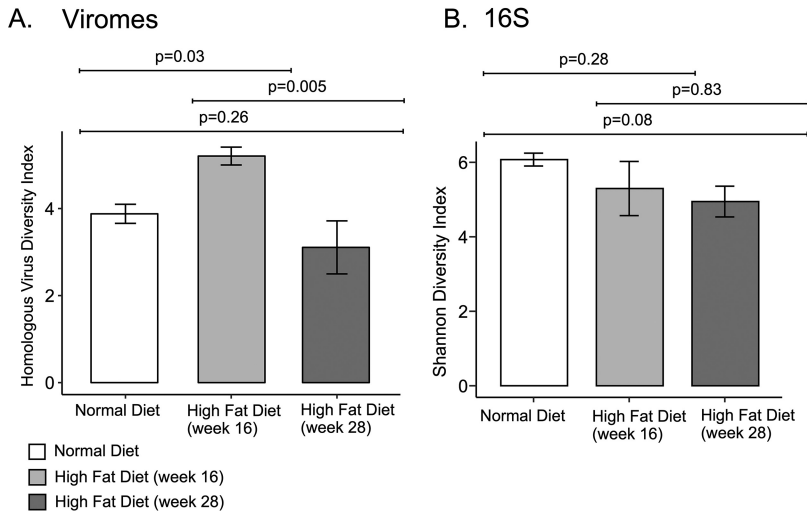 A. Viromes
p=0.03
p=0.005
p=0.26
Homologous Virus Diversity Index
4
2
0
Normal Diet
High Fat Diet
(week 16)
High Fat Diet
(week 28)
Normal Diet
High Fat Diet (week 16)
High Fat Diet (week 28)
B. 16S
p=0.28
p=0.83
p=0.08
Shannon Diversity Index
6
4
2
0
Normal Diet
High Fat Diet
(week 16)
High Fat Diet
(week 28)